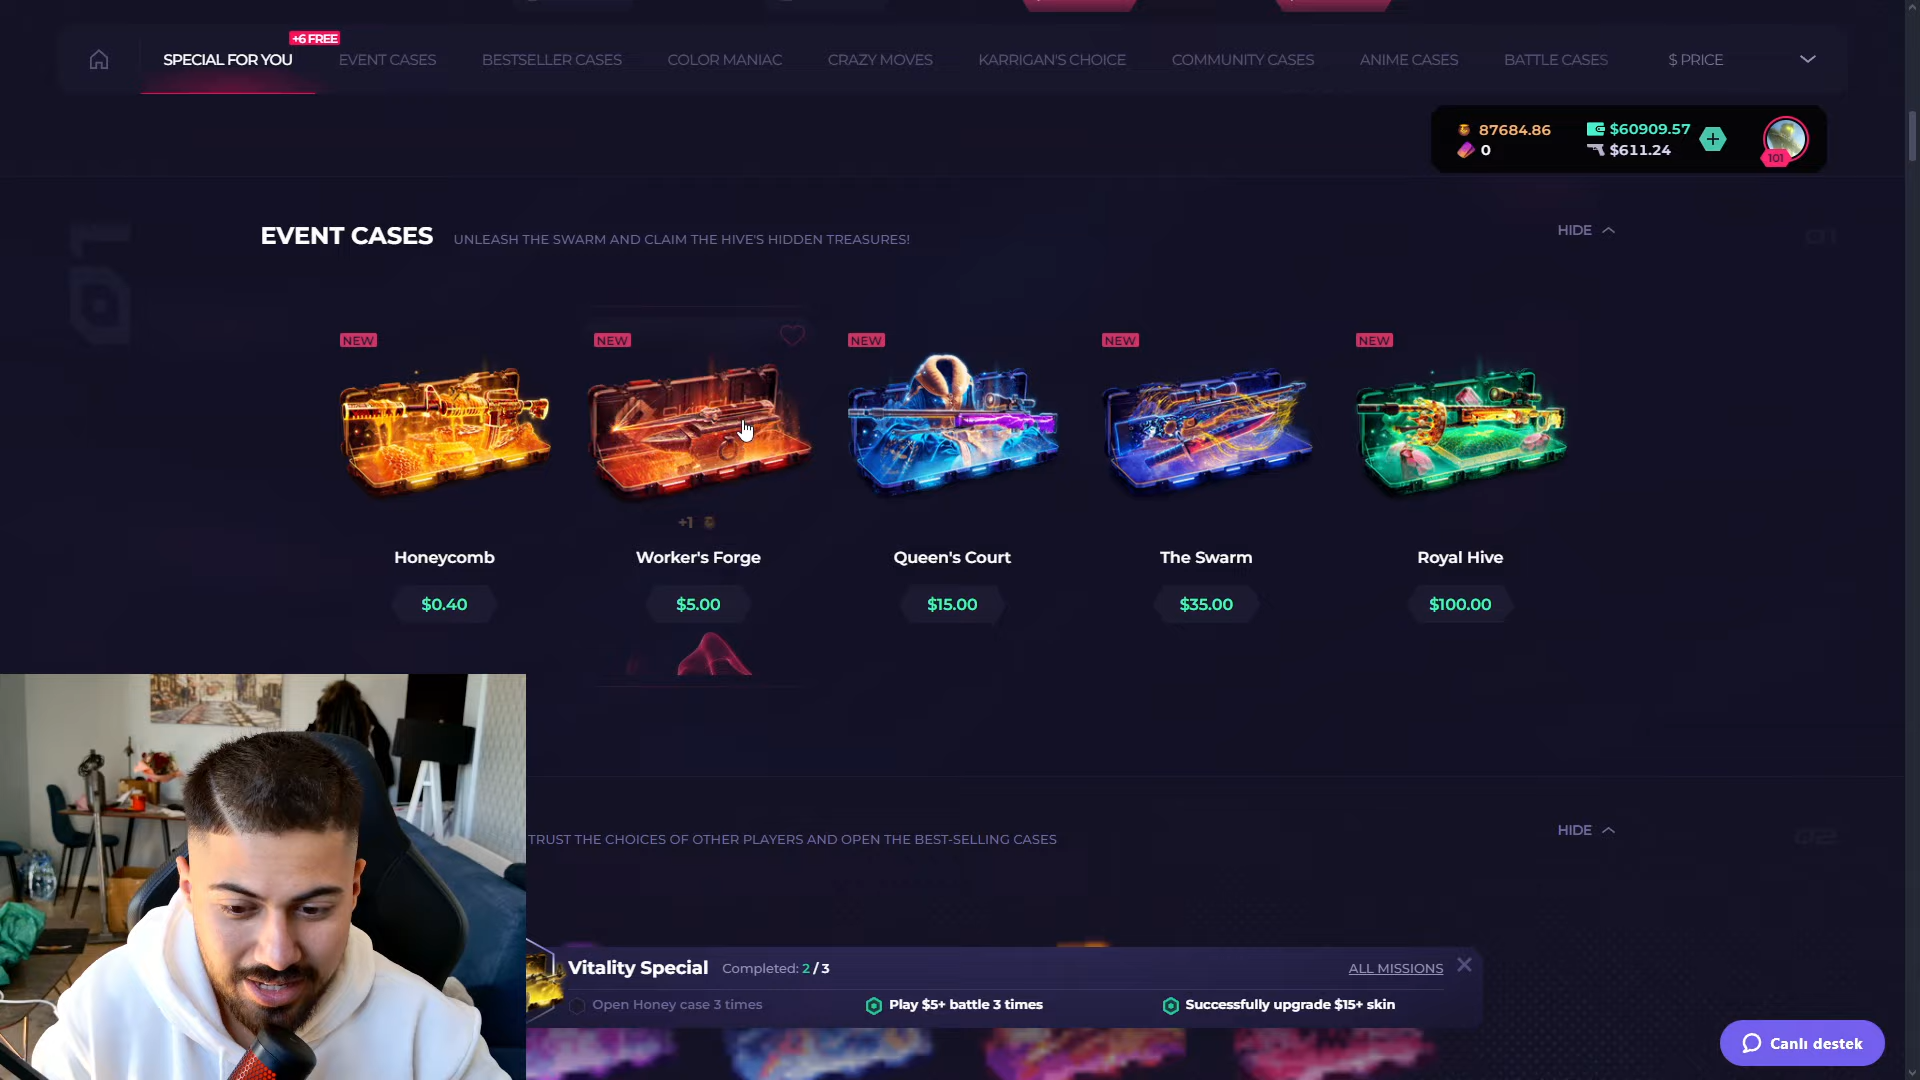 +6 FREE
SPECIAL FOR YOU
EVENT CASES
BESTSELLER CASES
COLOR MANIAC
CRAZY MOVES
KARRIGAN'S CHOICE
COMMUNITY CASES
ANIME CASES
BATTLE CASES
$ PRICE
87684.86
$60909.57
0
$611.24
101
01
EVENT CASES
UNLEASH THE SWARM AND CLAIM THE HIVE'S HIDDEN TREASURES!
HIDE
01
NEW
NEW
NEW
NEW
NEW
+1
Honeycomb
Worker's Forge
Queen's Court
The Swarm
Royal Hive
$0.40
$5.00
$15.00
$35.00
$100.00
TRUST THE CHOICES OF OTHER PLAYERS AND OPEN THE BEST-SELLING CASES
HIDE
02
Vitality Special
Completed: 2 / 3
ALL MISSIONS
Open Honey case 3 times
Play $5+ battle 3 times
Successfully upgrade $15+ skin
Canlı destek